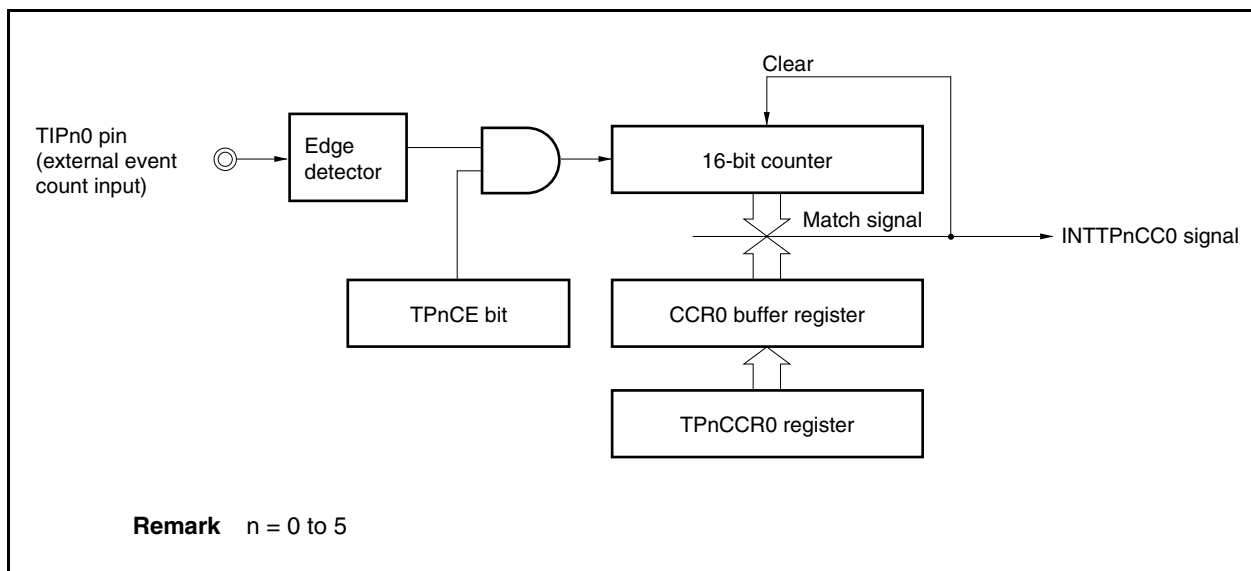 Clear
TIPn0 pin
(external event
count input)
Edge
detector
16-bit counter
Match signal
INTTPnCC0 signal
TPnCE bit
CCR0 buffer register
TPnCCR0 register
Remark n = 0 to 5